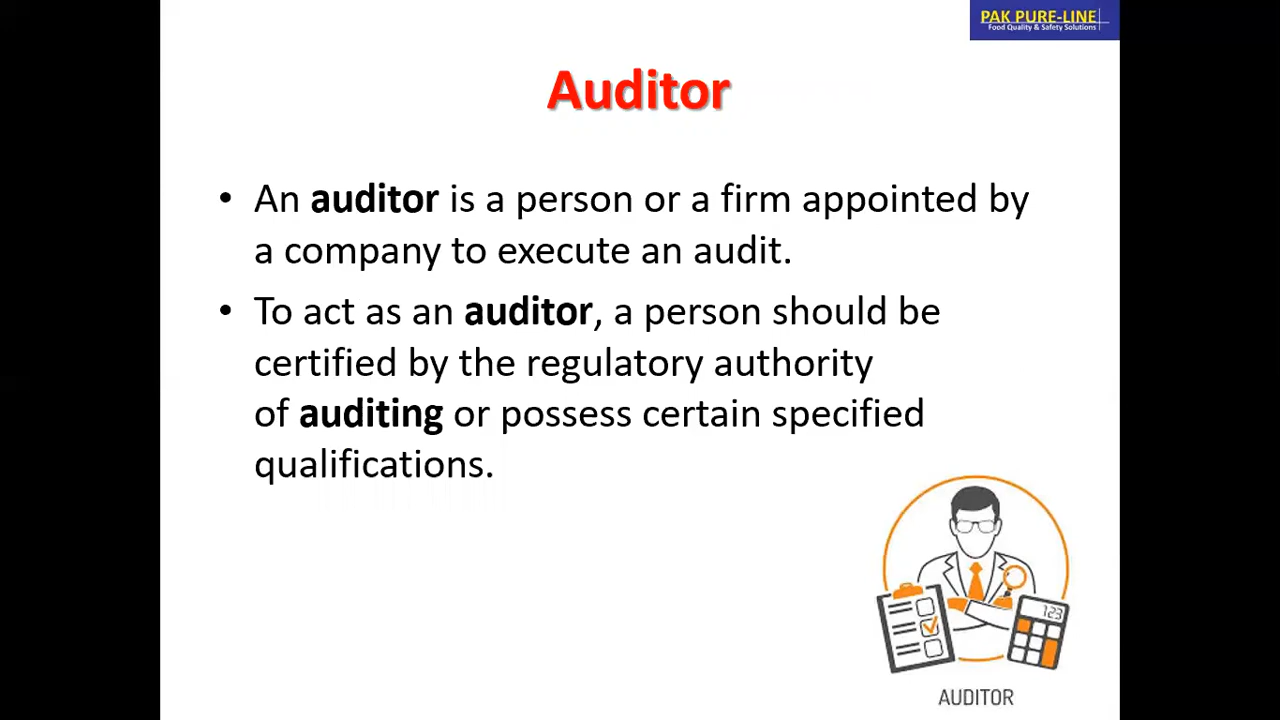 PAK PURE-LINE
Food Quality & Safety Solutions
Auditor
• An auditor is a person or a firm appointed by
a company to execute an audit.
• To act as an auditor, a person should be
certified by the regulatory authority
of auditing or possess certain specified
qualifications.
123
AUDITOR